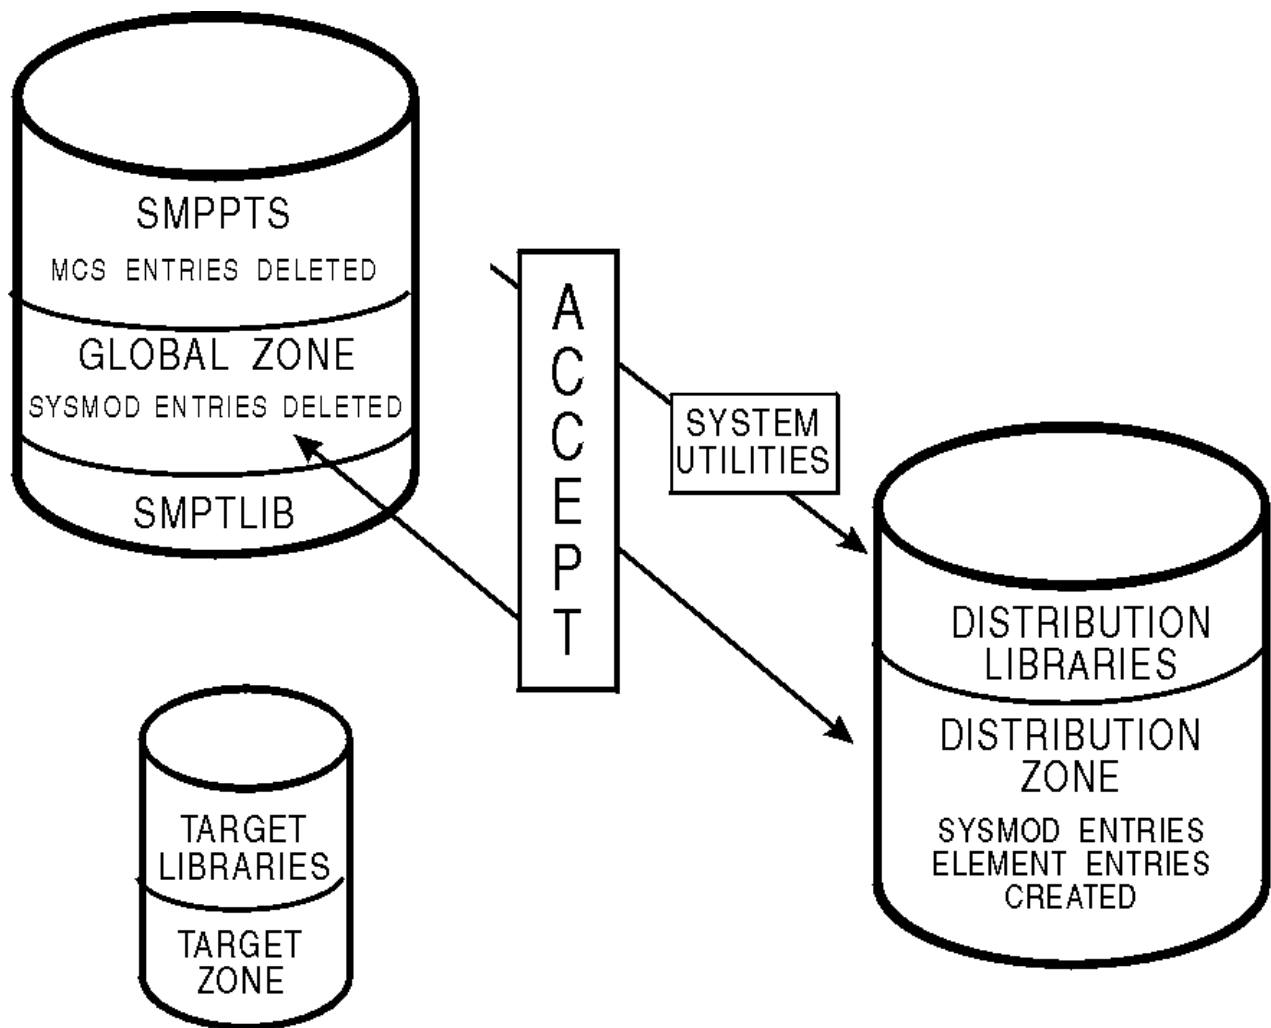 SMPPTS
MCS ENTRIES DELETED
GLOBAL ZONE
SYSMOD ENTRIES DELETED
SMPTLIB
ACCEPT
SYSTEM
UTILITIES
DISTRIBUTION
LIBRARIES
DISTRIBUTION
ZONE
SYSMOD ENTRIES
ELEMENT ENTRIES
CREATED
TARGET
LIBRARIES
TARGET
ZONE